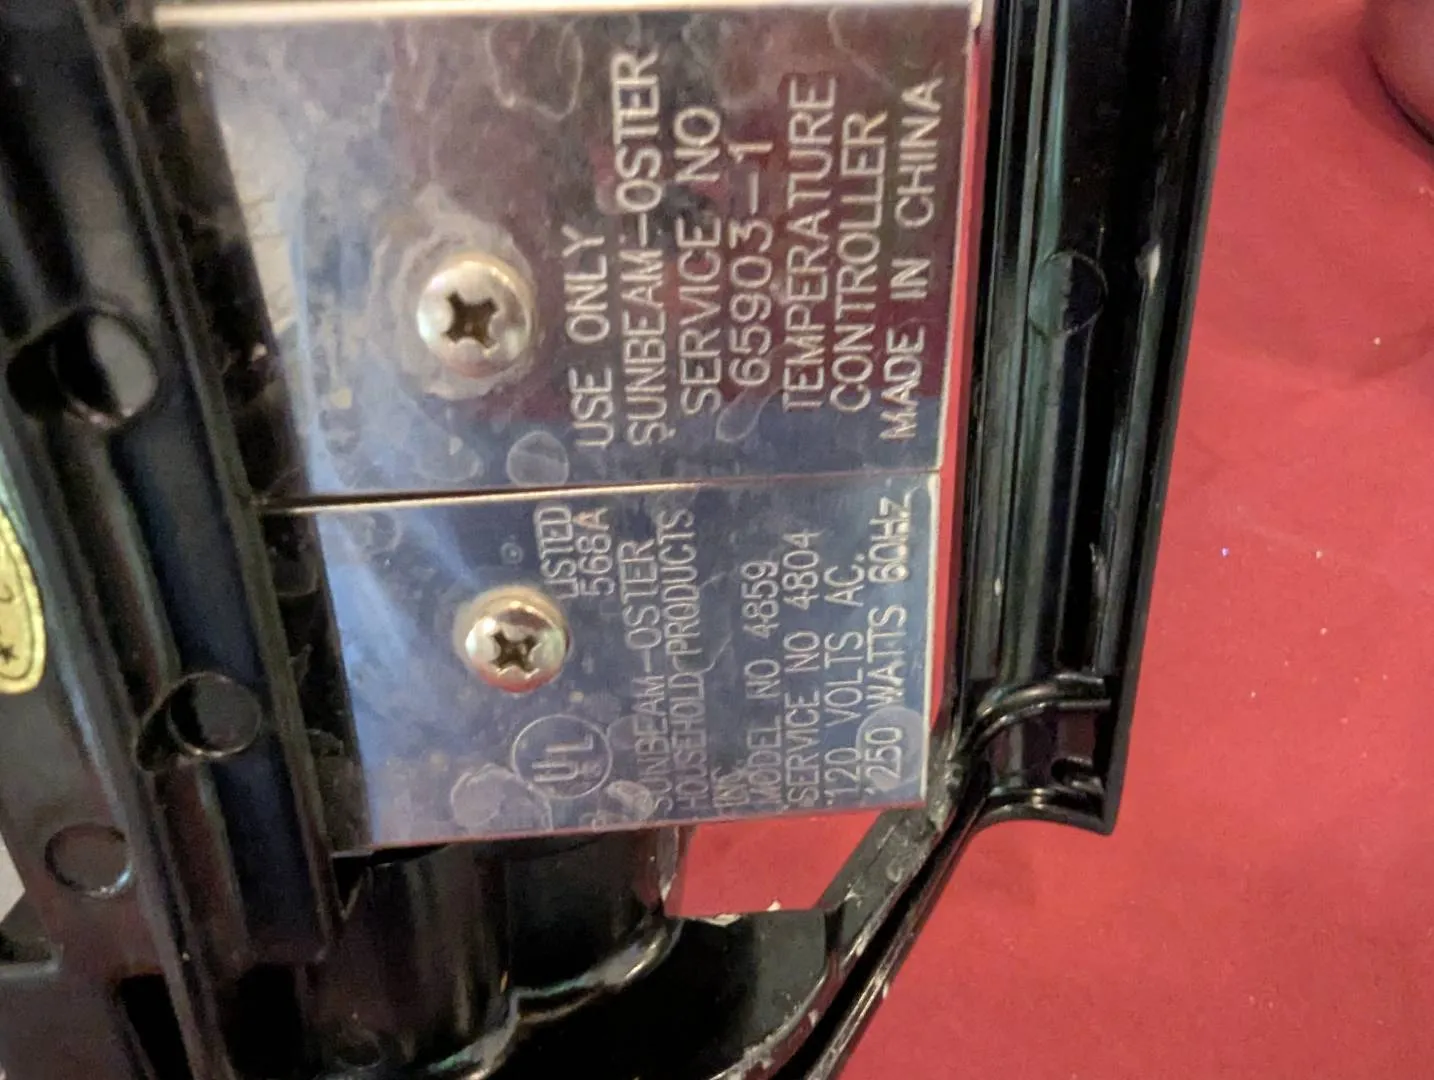 USE ONLY
SUNBEAM-OSTER
SERVICE NO
65903-1
TEMPERATURE
CONTROLLER
MADE IN CHINA
UL
LISTED
568A
SUNBEAM-OSTER
HOUSEHOLD PRODUCTS
INC
MODEL NO 4859
SERVICE NO 4804
120 VOLTS AC.
1250 WATTS 60Hz